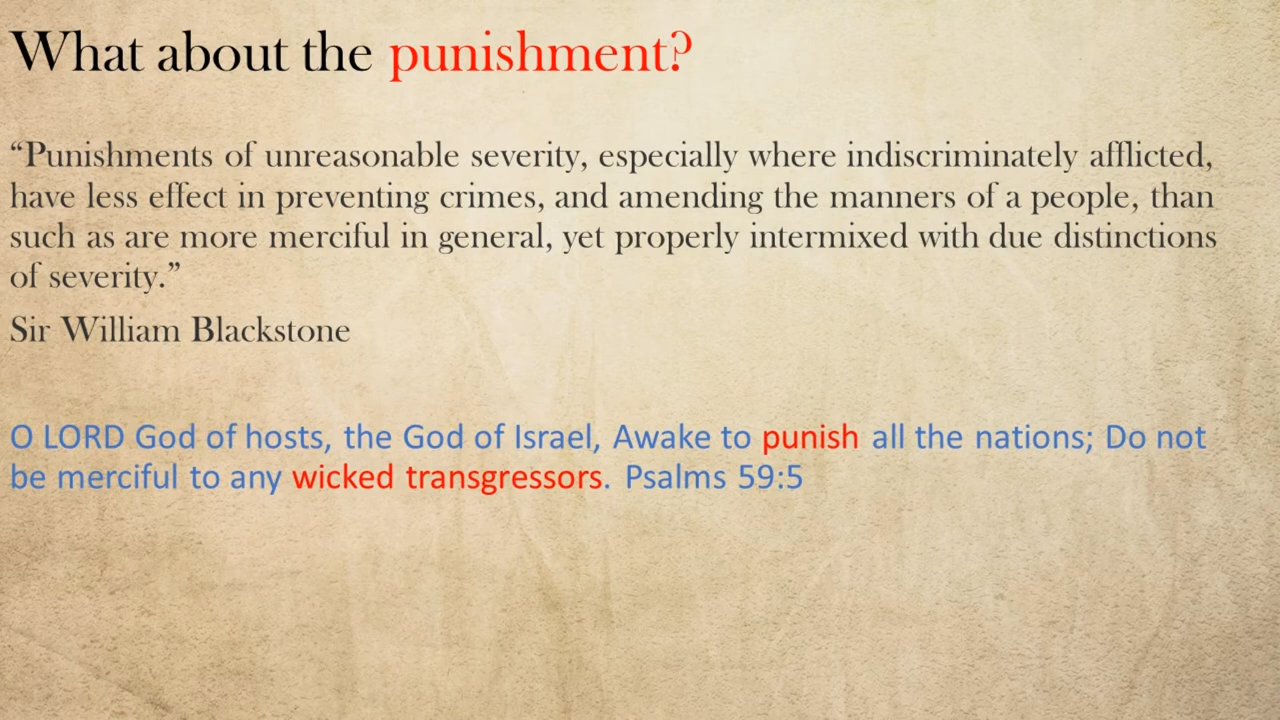 What about the punishment?
“Punishments of unreasonable severity, especially where indiscriminately afflicted,
have less effect in preventing crimes, and amending the manners of a people, than
such as are more merciful in general, yet properly intermixed with due distinctions
of severity.”
Sir William Blackstone
O LORD God of hosts, the God of Israel, Awake to punish all the nations; Do not
be merciful to any wicked transgressors. Psalms 59:5